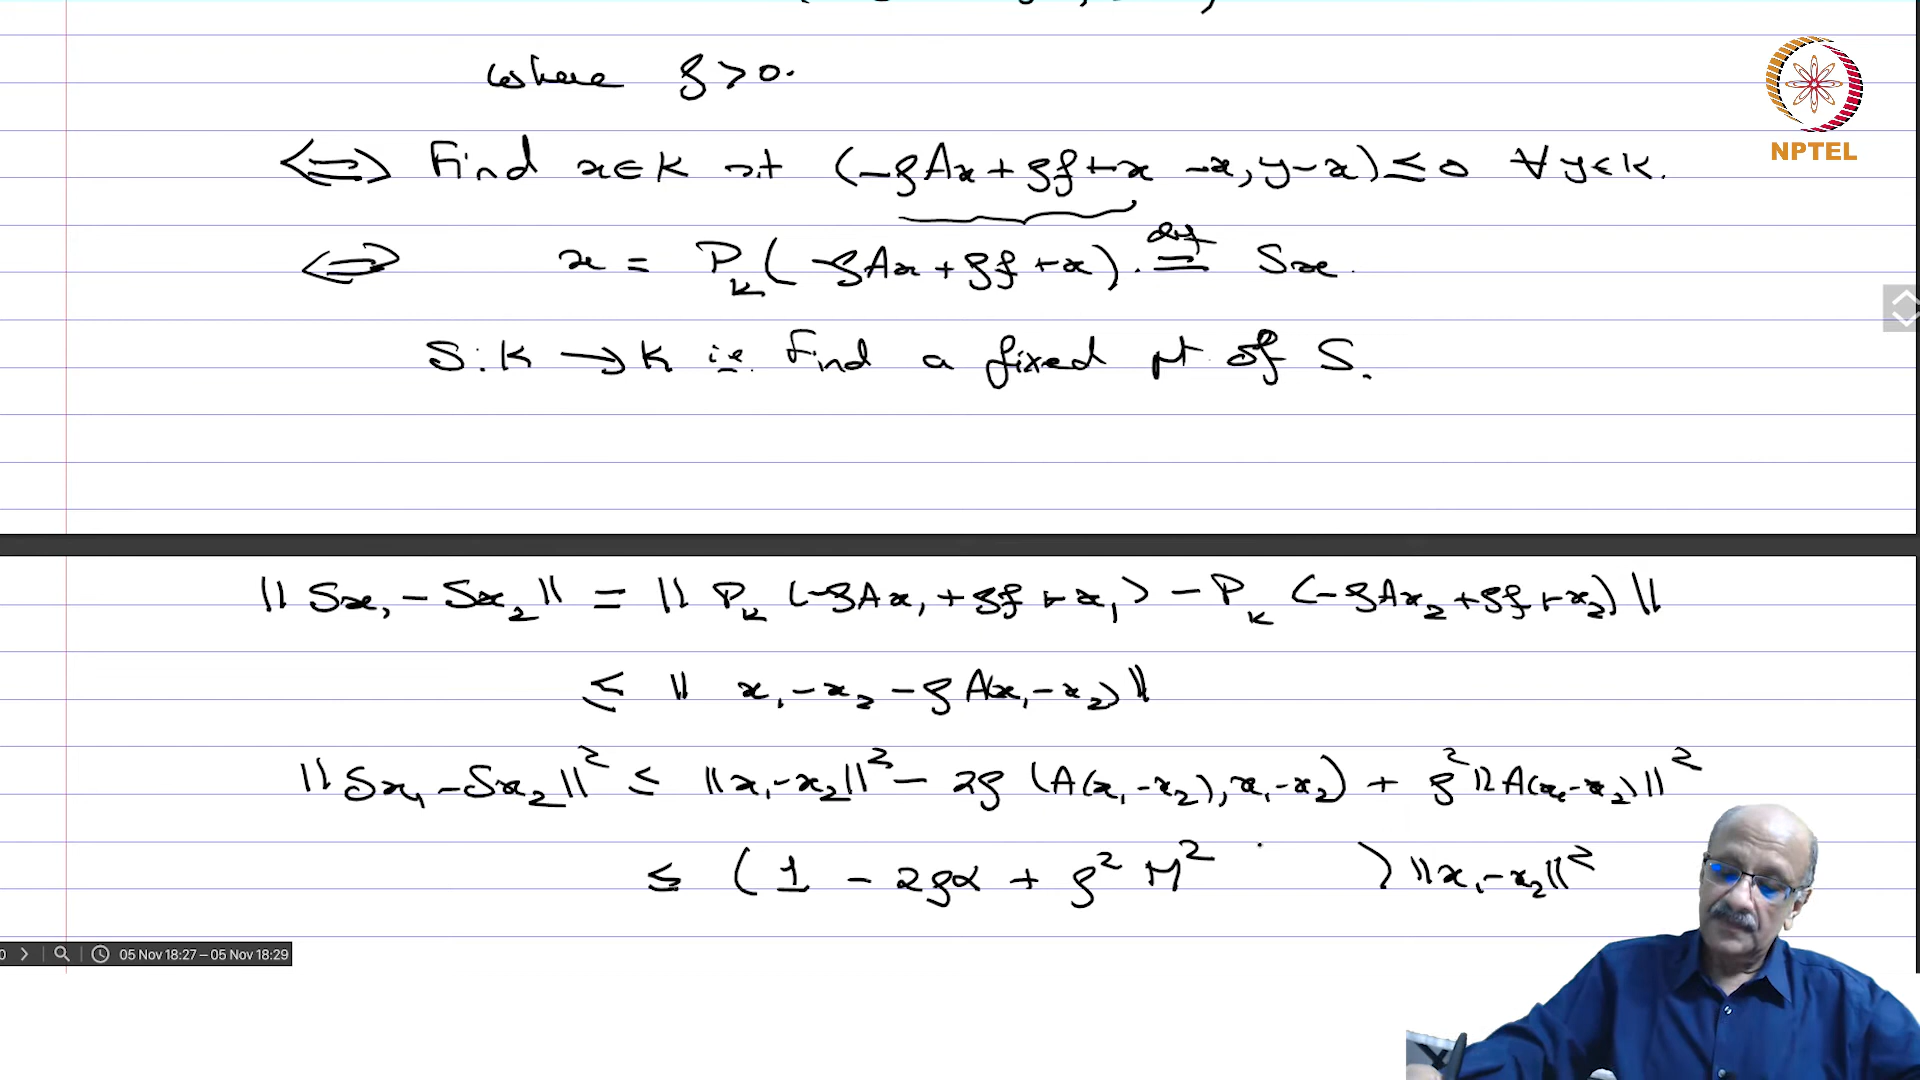 where ρ > 0.
NPTEL
⟺ Find x ∈ K s.t (-ρAx + ρf + x - x, y - x) ≤ 0 ∀ y ∈ K.
⟺ x = P_K(-ρAx + ρf + x). def= Sx.
S: K → K i.e. Find a fixed pt. of S.
‖Sx₁ - Sx₂‖ = ‖P_K(-ρAx₁ + ρf + x₁) - P_K(-ρAx₂ + ρf + x₂)‖
≤ ‖x₁ - x₂ - ρA(x₁ - x₂)‖
‖Sx₁ - Sx₂‖² ≤ ‖x₁ - x₂‖² - 2ρ(A(x₁ - x₂), x₁ - x₂) + ρ²‖A(x₁ - x₂)‖²
≤ (1 - 2ρα + ρ²M² )‖x₁ - x₂‖²
05 Nov 18:27 – 05 Nov 18:29